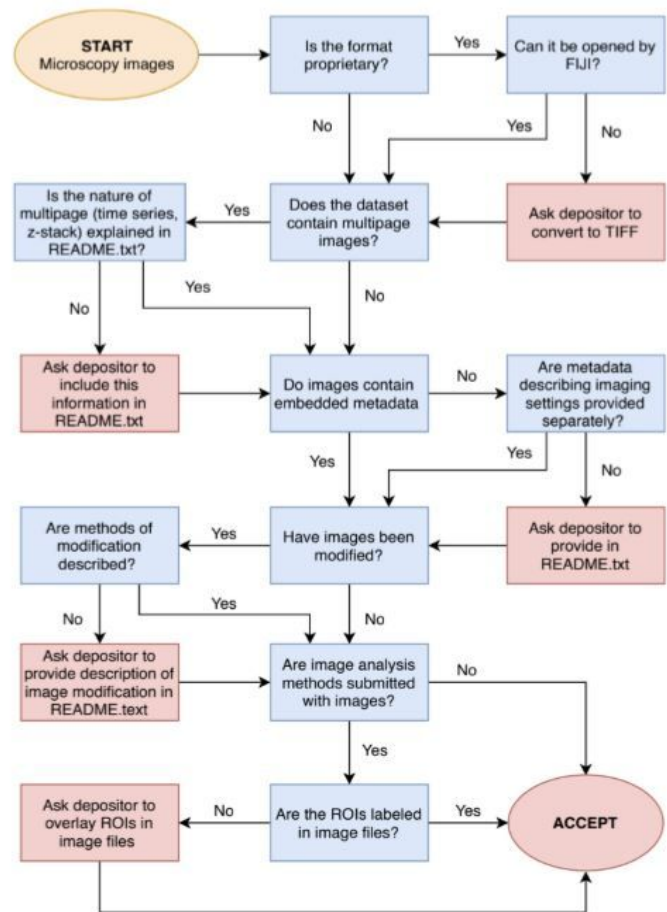 START
Microscopy images
Is the format
proprietary?
Yes
Can it be opened by
FIJI?
No
Yes
No
Is the nature of
multipage (time series,
z-stack) explained in
README.txt?
Yes
Does the dataset
contain multipage
images?
Ask depositor to
convert to TIFF
No
Yes
No
Ask depositor to
include this
information in
README.txt
Do images contain
embedded metadata
No
Are metadata
describing imaging
settings provided
separately?
Yes
Yes
No
Are methods of
modification
described?
Yes
Have images been
modified?
Ask depositor to
provide in
README.txt
No
Yes
No
Ask depositor to
provide description of
image modification in
README.text
Are image analysis
methods submitted
with images?
No
Yes
Ask depositor to
overlay ROIs in
image files
No
Are the ROIs labeled
in image files?
Yes
ACCEPT